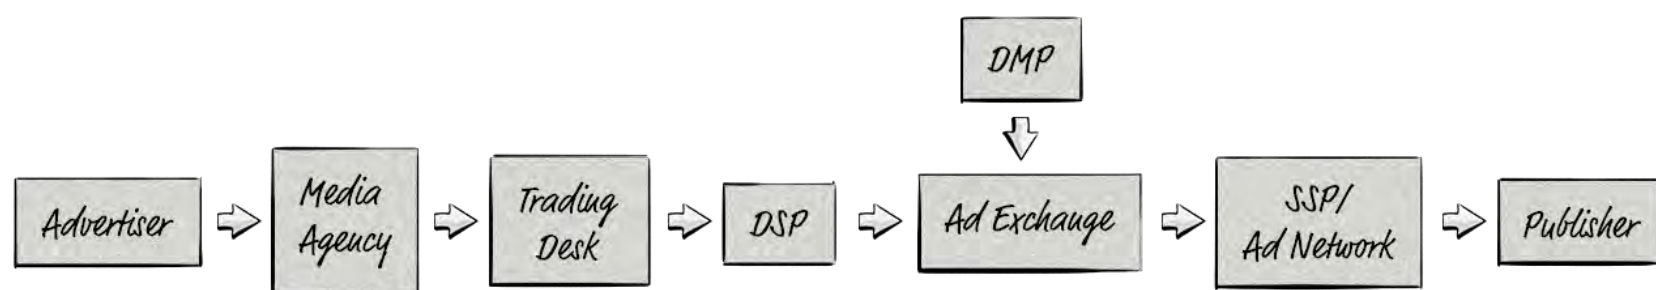 DMP
Advertiser
Media
Agency
Trading
Desk
DSP
Ad Exchange
SSP/
Ad Network
Publisher